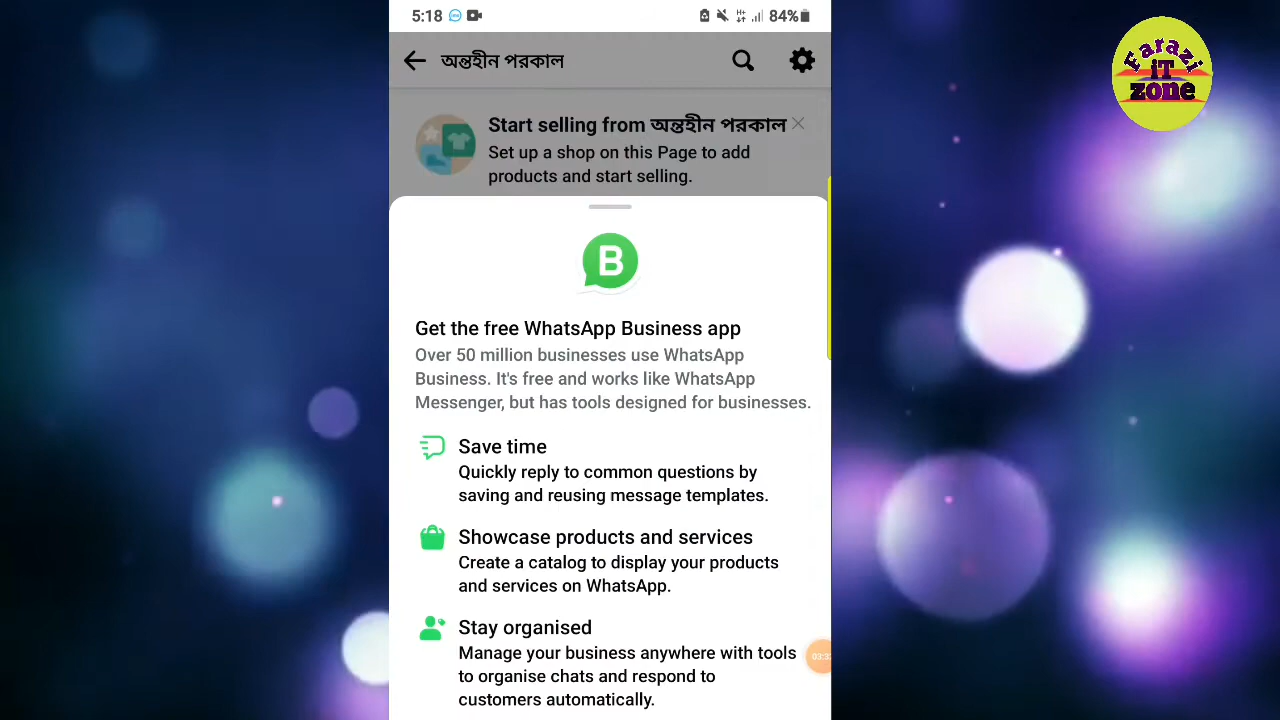 5:18
84%
Farazi
iT
zone
অন্তহীন পরকাল
Start selling from অন্তহীন পরকাল
Set up a shop on this Page to add
products and start selling.
B
Get the free WhatsApp Business app
Over 50 million businesses use WhatsApp
Business. It's free and works like WhatsApp
Messenger, but has tools designed for businesses.
Save time
Quickly reply to common questions by
saving and reusing message templates.
Showcase products and services
Create a catalog to display your products
and services on WhatsApp.
Stay organised
Manage your business anywhere with tools
to organise chats and respond to
customers automatically.